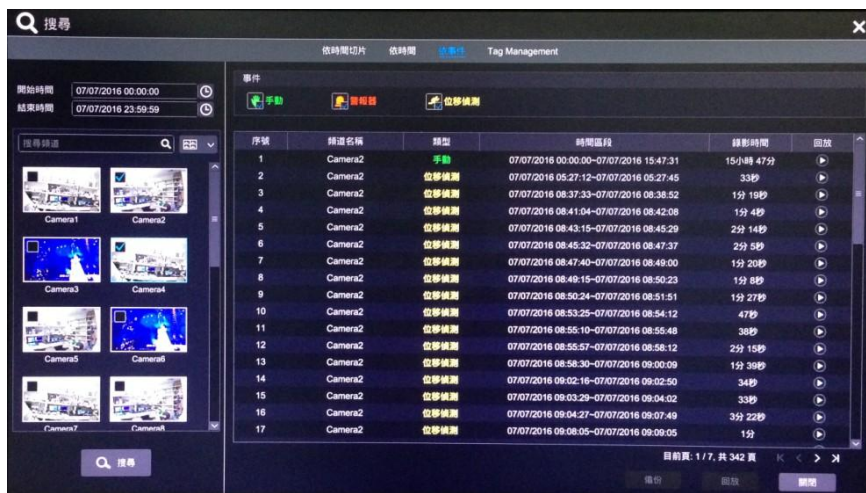 搜尋
依時間切片 依時間 依事件 Tag Management
開始時間 07/07/2016 00:00:00
結束時間 07/07/2016 23:59:59
搜尋頻道
Camera1 Camera2
Camera3 Camera4
Camera5 Camera6
Camera7 Camera8
搜尋
事件
手動 警報器 位移偵測
序號 頻道名稱 類型 時間區段 錄影時間 回放
1 Camera2 手動 07/07/2016 00:00:00~07/07/2016 15:47:31 15小時 47分
2 Camera2 位移偵測 07/07/2016 05:27:12~07/07/2016 05:27:45 33秒
3 Camera2 位移偵測 07/07/2016 08:37:33~07/07/2016 08:38:52 1分 19秒
4 Camera2 位移偵測 07/07/2016 08:41:04~07/07/2016 08:42:08 1分 4秒
5 Camera2 位移偵測 07/07/2016 08:43:15~07/07/2016 08:45:29 2分 14秒
6 Camera2 位移偵測 07/07/2016 08:45:32~07/07/2016 08:47:37 2分 5秒
7 Camera2 位移偵測 07/07/2016 08:47:40~07/07/2016 08:49:00 1分 20秒
8 Camera2 位移偵測 07/07/2016 08:49:15~07/07/2016 08:50:23 1分 8秒
9 Camera2 位移偵測 07/07/2016 08:50:24~07/07/2016 08:51:51 1分 27秒
10 Camera2 位移偵測 07/07/2016 08:53:25~07/07/2016 08:54:12 47秒
11 Camera2 位移偵測 07/07/2016 08:55:10~07/07/2016 08:55:48 38秒
12 Camera2 位移偵測 07/07/2016 08:55:57~07/07/2016 08:58:12 2分 15秒
13 Camera2 位移偵測 07/07/2016 08:58:30~07/07/2016 09:00:09 1分 39秒
14 Camera2 位移偵測 07/07/2016 09:02:16~07/07/2016 09:02:50 34秒
15 Camera2 位移偵測 07/07/2016 09:03:29~07/07/2016 09:04:02 33秒
16 Camera2 位移偵測 07/07/2016 09:04:27~07/07/2016 09:07:49 3分 22秒
17 Camera2 位移偵測 07/07/2016 09:08:05~07/07/2016 09:09:05 1分
目前頁: 1 / 7, 共 342 頁
備份 回放 關閉